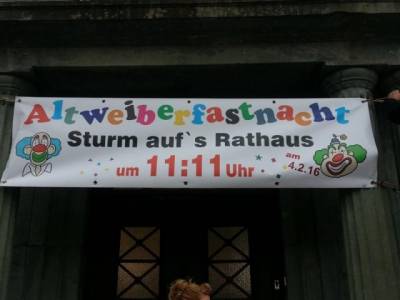 Altweiberfastnacht
Sturm auf`s Rathaus
um 11:11 Uhr
am
4.2.16